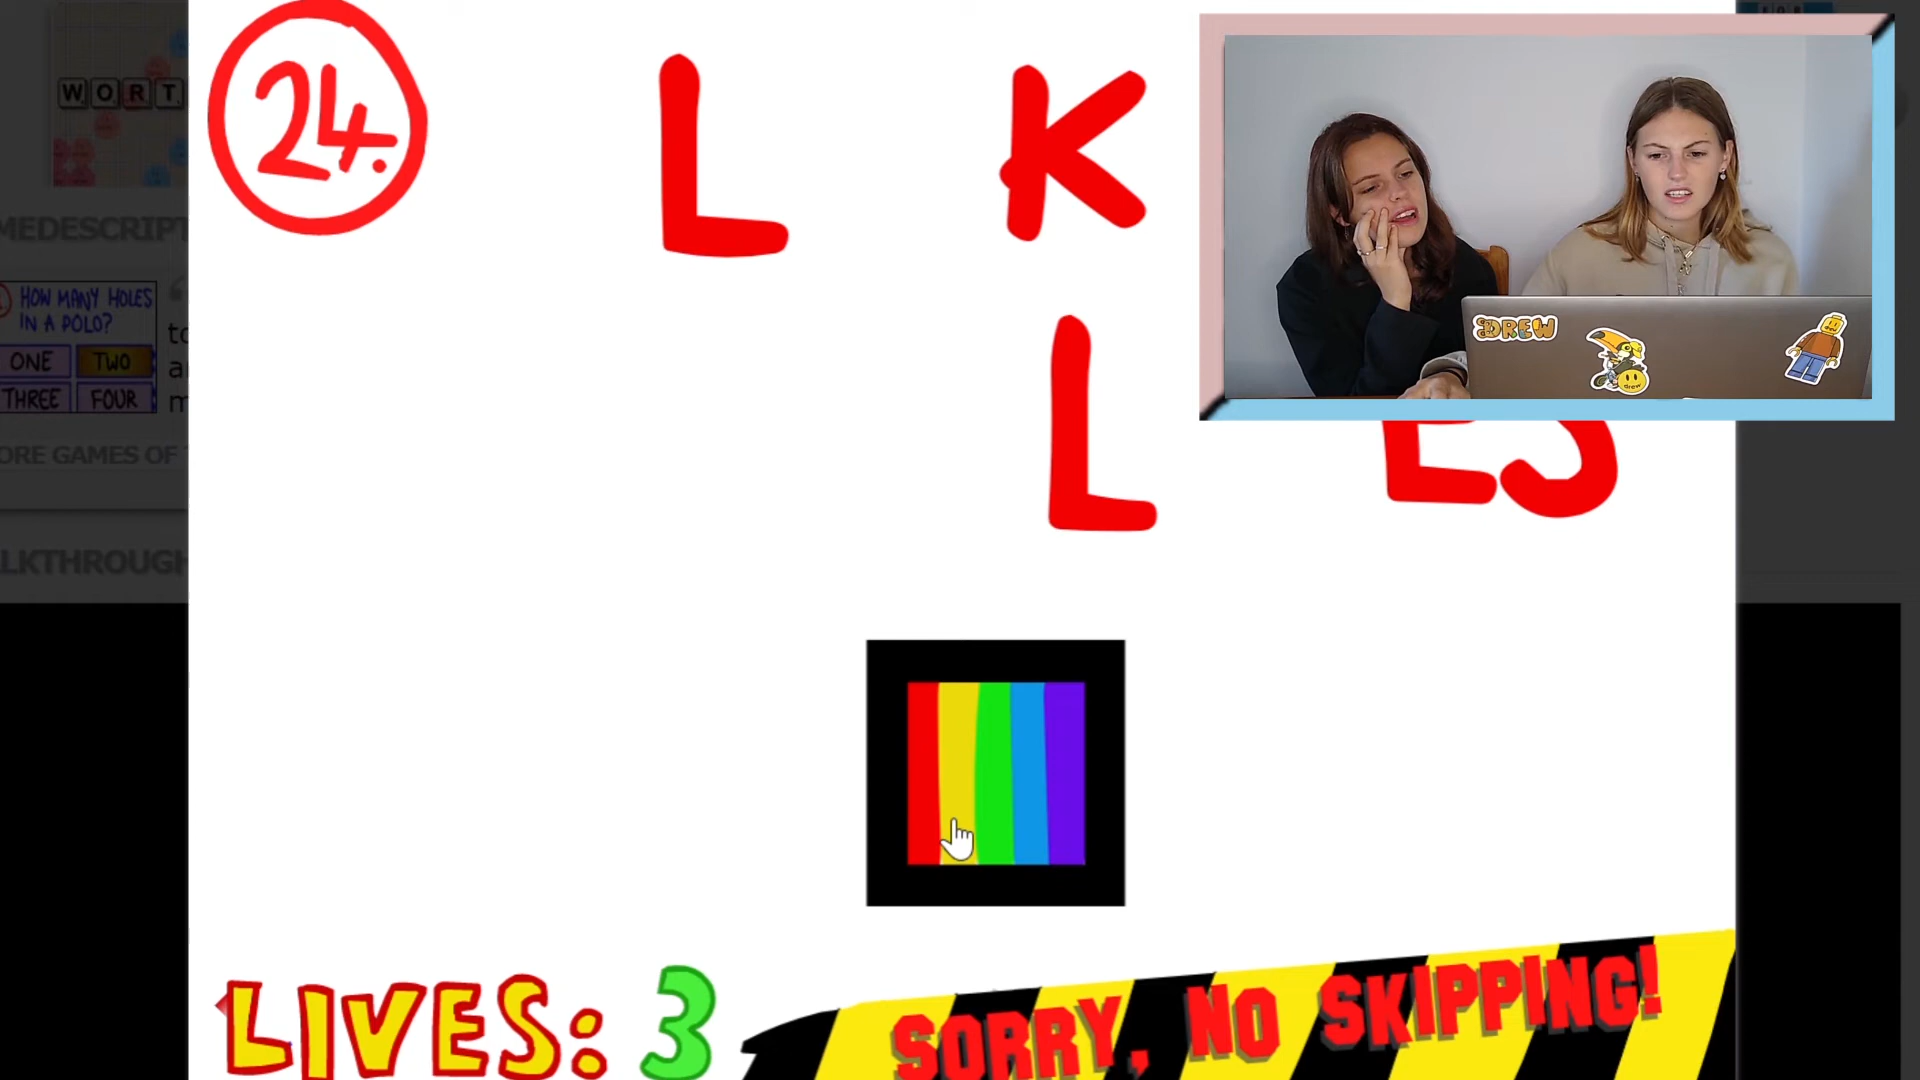 24.
L K
L ES
WORT
HOW MANY HOLES
IN A POLO?
ONE TWO
THREE FOUR
MEDESCRIPT
ORE GAMES OF
LKTHROUGH
DREW
drew
LIVES: 3
SORRY, NO SKIPPING!